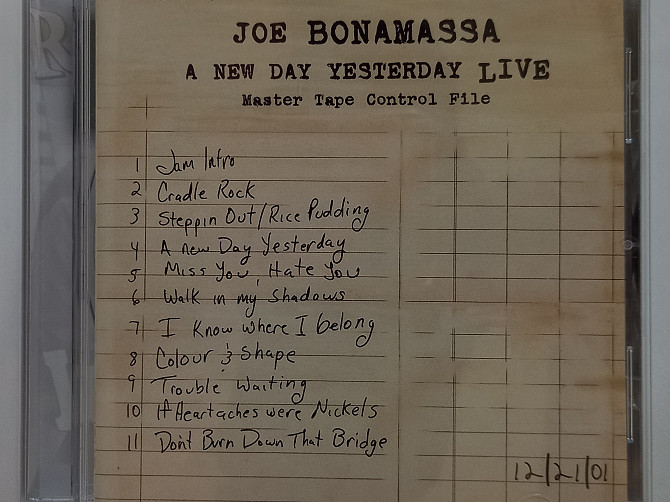 JOE BONAMASSA
A NEW DAY YESTERDAY LIVE
Master Tape Control File
1 Jam Intro
2 Cradle Rock
3 Steppin Out/Rice Pudding
4 A new Day Yesterday
5 Miss You, Hate You
6 Walk in my Shadows
7 I Know where I belong
8 Colour & Shape
9 Trouble Waiting
10 If Heartaches were Nickels
11 Don't Burn Down That Bridge
12/21/01